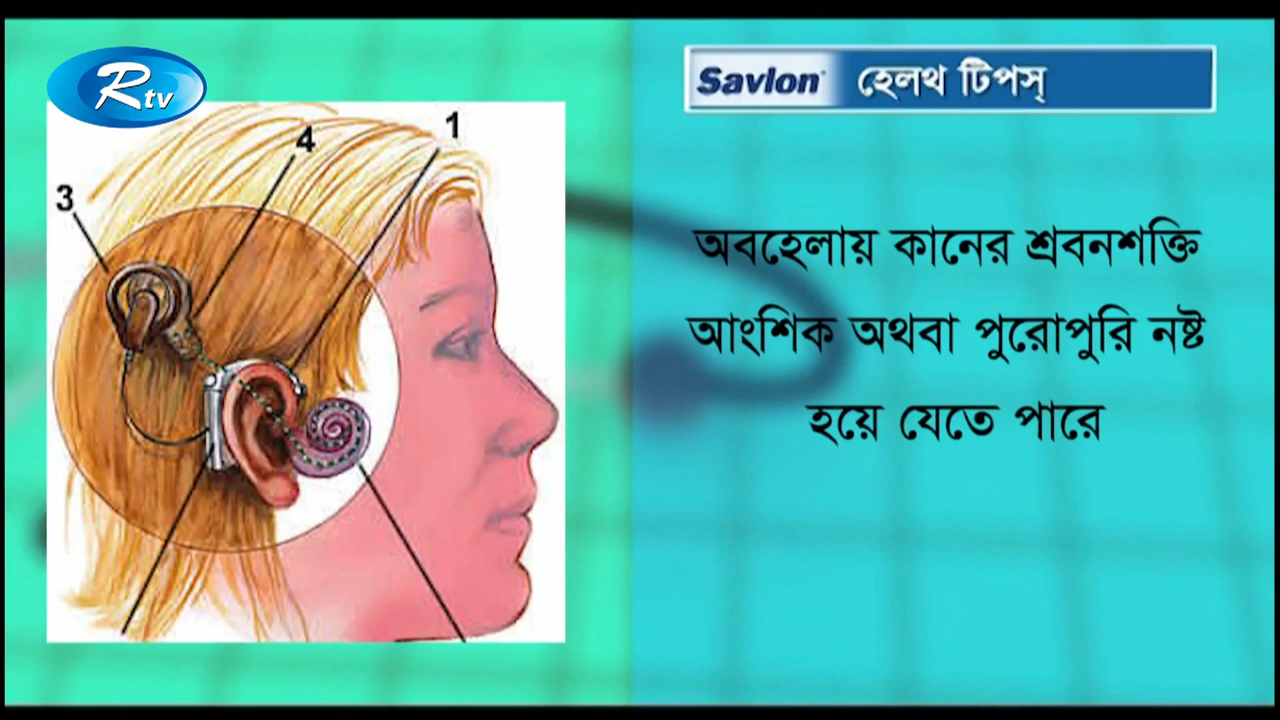 Rtv
Savlon হেলথ টিপস্
4
1
3
অবহেলায় কানের শ্রবনশক্তি
আংশিক অথবা পুরোপুরি নষ্ট
হয়ে যেতে পারে